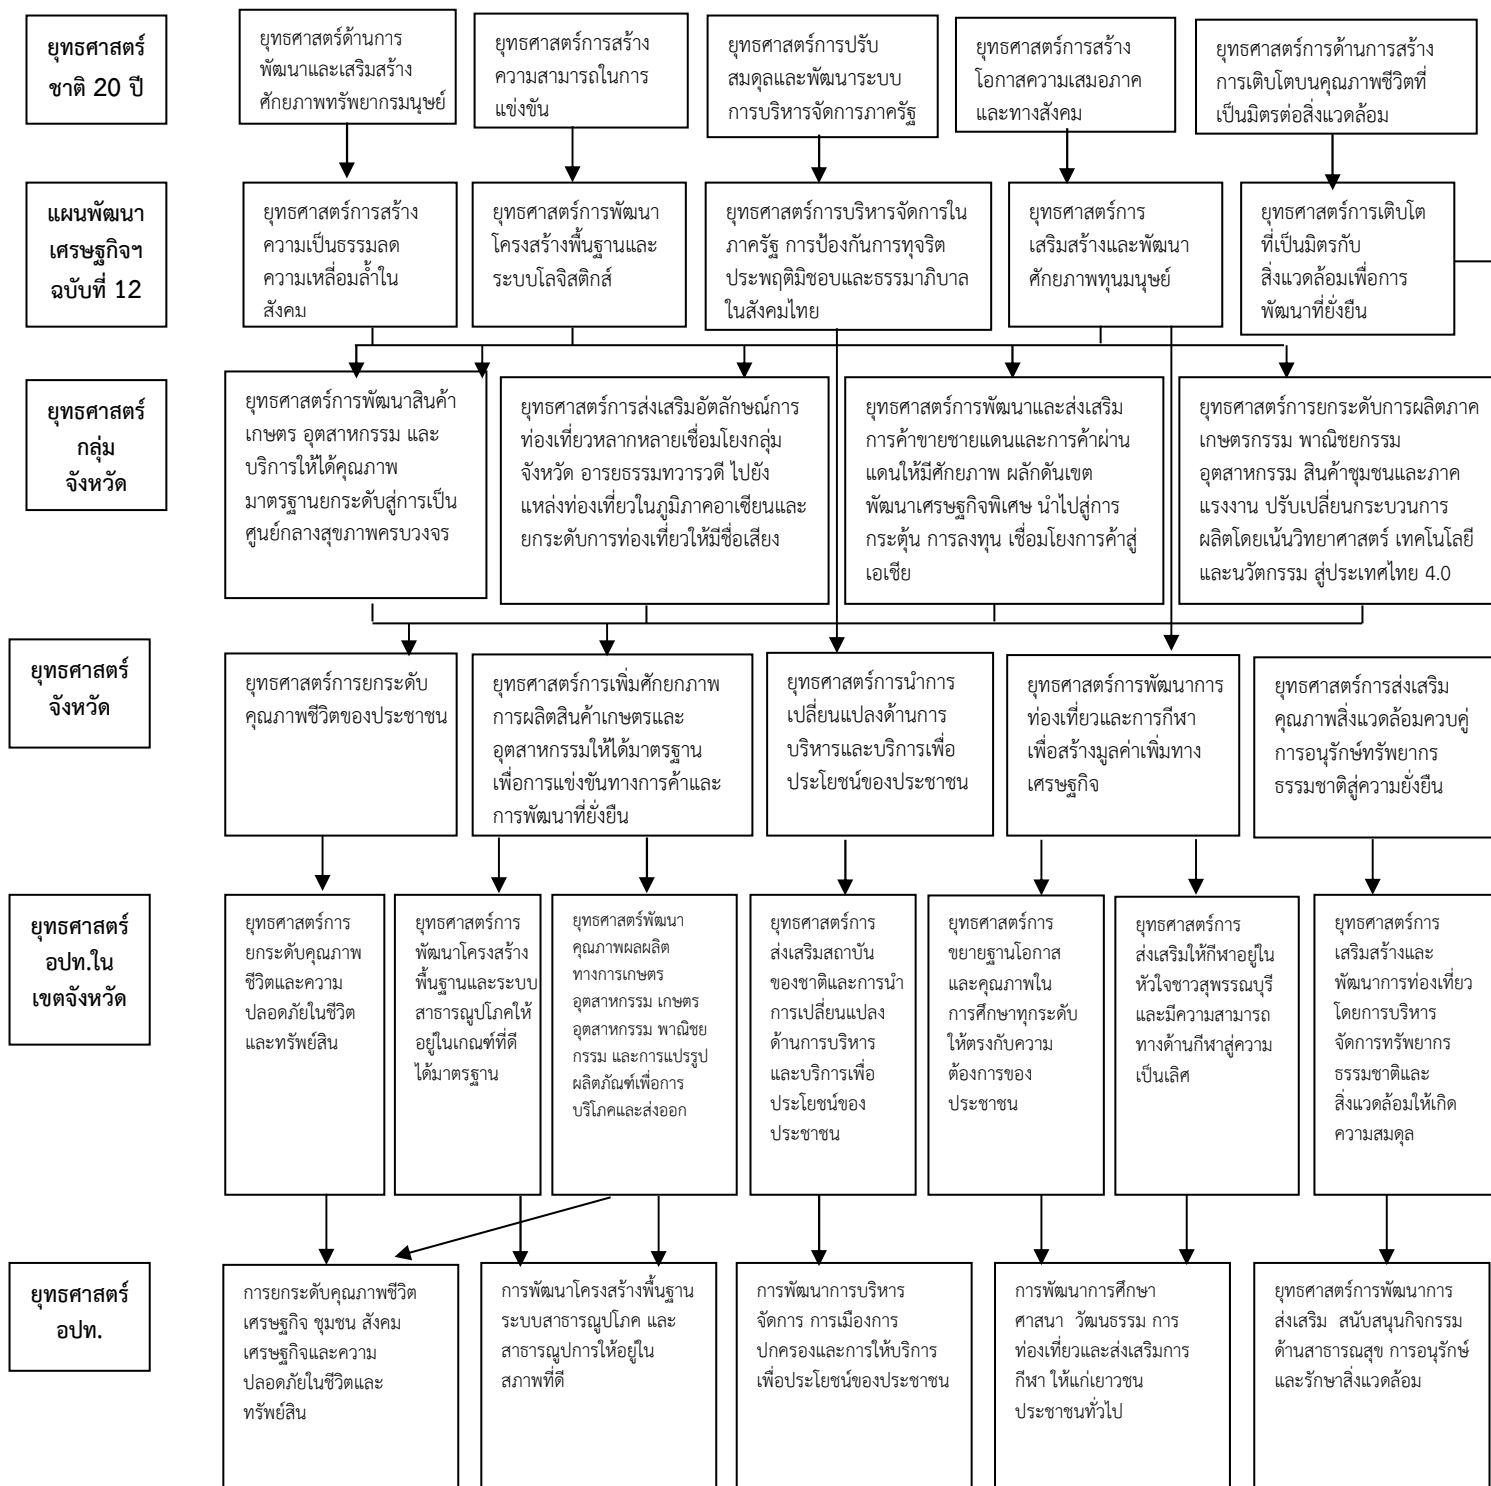 ยุทธศาสตร์
ชาติ 20 ปี
ยุทธศาสตร์ด้านการ
พัฒนาและเสริมสร้าง
ศักยภาพทรัพยากรมนุษย์
ยุทธศาสตร์การสร้าง
ความสามารถในการ
แข่งขัน
ยุทธศาสตร์การปรับ
สมดุลและพัฒนาระบบ
การบริหารจัดการภาครัฐ
ยุทธศาสตร์การสร้าง
โอกาสความเสมอภาค
และทางสังคม
ยุทธศาสตร์การด้านการสร้าง
การเติบโตบนคุณภาพชีวิตที่
เป็นมิตรต่อสิ่งแวดล้อม
แผนพัฒนา
เศรษฐกิจฯ
ฉบับที่ 12
ยุทธศาสตร์การสร้าง
ความเป็นธรรมลด
ความเหลื่อมล้ำใน
สังคม
ยุทธศาสตร์การพัฒนา
โครงสร้างพื้นฐานและ
ระบบโลจิสติกส์
ยุทธศาสตร์การบริหารจัดการใน
ภาครัฐ การป้องกันการทุจริต
ประพฤติมิชอบและธรรมาภิบาล
ในสังคมไทย
ยุทธศาสตร์การ
เสริมสร้างและพัฒนา
ศักยภาพทุนมนุษย์
ยุทธศาสตร์การเติบโต
ที่เป็นมิตรกับ
สิ่งแวดล้อมเพื่อการ
พัฒนาที่ยั่งยืน
ยุทธศาสตร์
กลุ่ม
จังหวัด
ยุทธศาสตร์การพัฒนาสินค้า
เกษตร อุตสาหกรรม และ
บริการให้ได้คุณภาพ
มาตรฐานยกระดับสู่การเป็น
ศูนย์กลางสุขภาพครบวงจร
ยุทธศาสตร์การส่งเสริมอัตลักษณ์การ
ท่องเที่ยวหลากหลายเชื่อมโยงกลุ่ม
จังหวัด อารยธรรมทวารวดี ไปยัง
แหล่งท่องเที่ยวในภูมิภาคอาเซียนและ
ยกระดับการท่องเที่ยวให้มีชื่อเสียง
ยุทธศาสตร์การพัฒนาและส่งเสริม
การค้าขายชายแดนและการค้าผ่าน
แดนให้มีศักยภาพ ผลักดันเขต
พัฒนาเศรษฐกิจพิเศษ นำไปสู่การ
กระตุ้น การลงทุน เชื่อมโยงการค้าสู่
เอเชีย
ยุทธศาสตร์การยกระดับการผลิตภาค
เกษตรกรรม พาณิชยกรรม
อุตสาหกรรม สินค้าชุมชนและภาค
แรงงาน ปรับเปลี่ยนกระบวนการ
ผลิตโดยเน้นวิทยาศาสตร์ เทคโนโลยี
และนวัตกรรม สู่ประเทศไทย 4.0
ยุทธศาสตร์
จังหวัด
ยุทธศาสตร์การยกระดับ
คุณภาพชีวิตของประชาชน
ยุทธศาสตร์การเพิ่มศักยกภาพ
การผลิตสินค้าเกษตรและ
อุตสาหกรรมให้ได้มาตรฐาน
เพื่อการแข่งขันทางการค้าและ
การพัฒนาที่ยั่งยืน
ยุทธศาสตร์การนำการ
เปลี่ยนแปลงด้านการ
บริหารและบริการเพื่อ
ประโยชน์ของประชาชน
ยุทธศาสตร์การพัฒนาการ
ท่องเที่ยวและการกีฬา
เพื่อสร้างมูลค่าเพิ่มทาง
เศรษฐกิจ
ยุทธศาสตร์การส่งเสริม
คุณภาพสิ่งแวดล้อมควบคู่
การอนุรักษ์ทรัพยากร
ธรรมชาติสู่ความยั่งยืน
ยุทธศาสตร์
อปท.ใน
เขตจังหวัด
ยุทธศาสตร์การ
ยกระดับคุณภาพ
ชีวิตและความ
ปลอดภัยในชีวิต
และทรัพย์สิน
ยุทธศาสตร์การ
พัฒนาโครงสร้าง
พื้นฐานและระบบ
สาธารณูปโภคให้
อยู่ในเกณฑ์ที่ดี
ได้มาตรฐาน
ยุทธศาสตร์พัฒนา
คุณภาพผลผลิต
ทางการเกษตร
อุตสาหกรรม เกษตร
อุตสาหกรรม พาณิชย
กรรม และการแปรรูป
ผลิตภัณฑ์เพื่อการ
บริโภคและส่งออก
ยุทธศาสตร์การ
ส่งเสริมสถาบัน
ของชาติและการนำ
การเปลี่ยนแปลง
ด้านการบริหาร
และบริการเพื่อ
ประโยชน์ของ
ประชาชน
ยุทธศาสตร์การ
ขยายฐานโอกาส
และคุณภาพใน
การศึกษาทุกระดับ
ให้ตรงกับความ
ต้องการของ
ประชาชน
ยุทธศาสตร์การ
ส่งเสริมให้กีฬาอยู่ใน
หัวใจชาวสุพรรณบุรี
และมีความสามารถ
ทางด้านกีฬาสู่ความ
เป็นเลิศ
ยุทธศาสตร์การ
เสริมสร้างและ
พัฒนาการท่องเที่ยว
โดยการบริหาร
จัดการทรัพยากร
ธรรมชาติและ
สิ่งแวดล้อมให้เกิด
ความสมดุล
ยุทธศาสตร์
อปท.
การยกระดับคุณภาพชีวิต
เศรษฐกิจ ชุมชน สังคม
เศรษฐกิจและความ
ปลอดภัยในชีวิตและ
ทรัพย์สิน
การพัฒนาโครงสร้างพื้นฐาน
ระบบสาธารณูปโภค และ
สาธารณูปการให้อยู่ใน
สภาพที่ดี
การพัฒนาการบริหาร
จัดการ การเมืองการ
ปกครองและการให้บริการ
เพื่อประโยชน์ของประชาชน
การพัฒนาการศึกษา
ศาสนา วัฒนธรรม การ
ท่องเที่ยวและส่งเสริมการ
กีฬา ให้แก่เยาวชน
ประชาชนทั่วไป
ยุทธศาสตร์การพัฒนาการ
ส่งเสริม สนับสนุนกิจกรรม
ด้านสาธารณสุข การอนุรักษ์
และรักษาสิ่งแวดล้อม